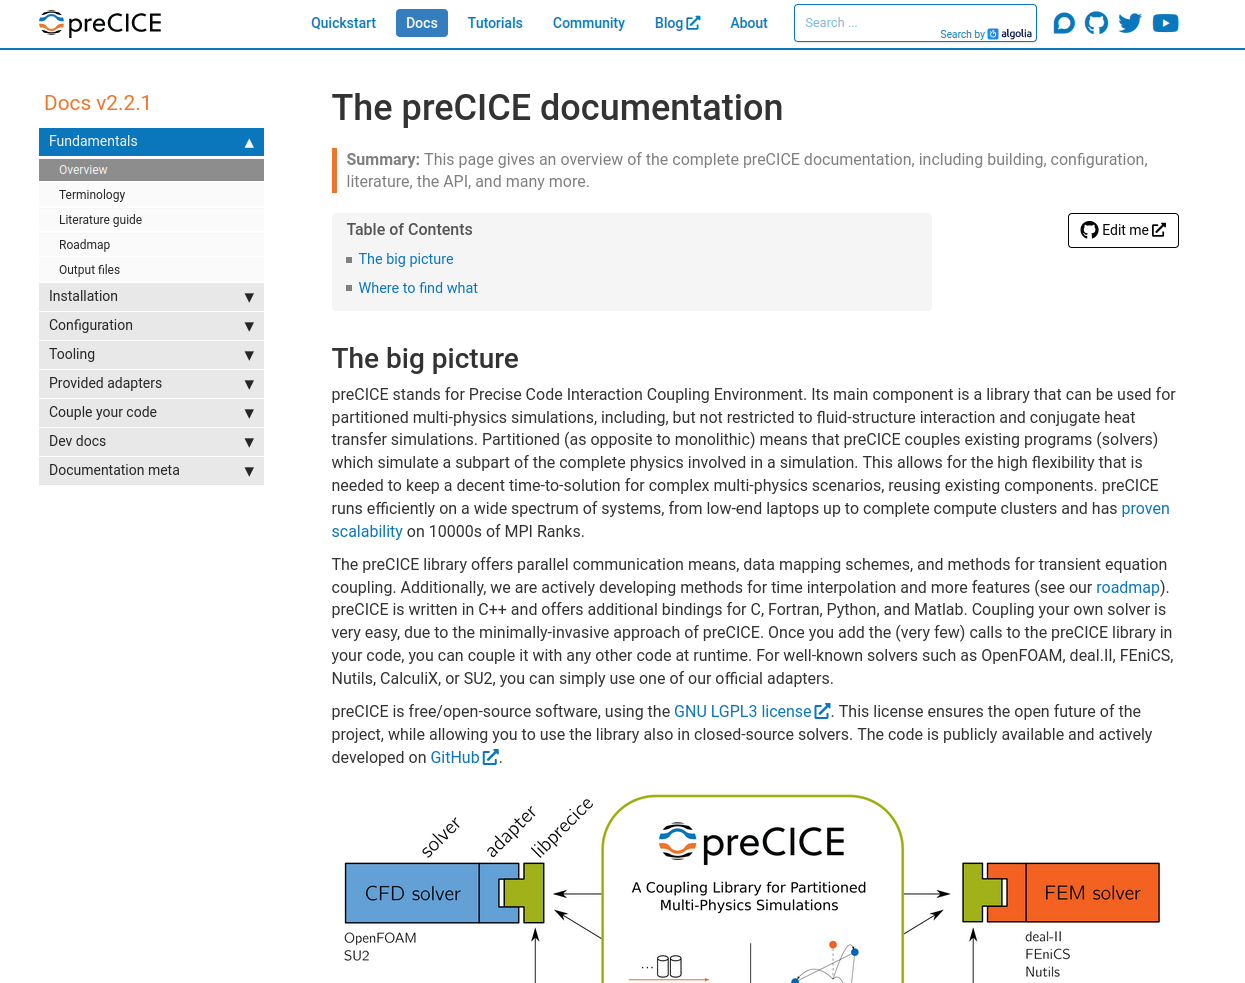 preCICE
Quickstart
Docs
Tutorials
Community
Blog
About
Search ...
Search by algolia
Docs v2.2.1
Fundamentals
Overview
Terminology
Literature guide
Roadmap
Output files
Installation
Configuration
Tooling
Provided adapters
Couple your code
Dev docs
Documentation meta
The preCICE documentation
Summary: This page gives an overview of the complete preCICE documentation, including building, configuration,
literature, the API, and many more.
Table of Contents
The big picture
Where to find what
Edit me
The big picture
preCICE stands for Precise Code Interaction Coupling Environment. Its main component is a library that can be used for
partitioned multi-physics simulations, including, but not restricted to fluid-structure interaction and conjugate heat
transfer simulations. Partitioned (as opposite to monolithic) means that preCICE couples existing programs (solvers)
which simulate a subpart of the complete physics involved in a simulation. This allows for the high flexibility that is
needed to keep a decent time-to-solution for complex multi-physics scenarios, reusing existing components. preCICE
runs efficiently on a wide spectrum of systems, from low-end laptops up to complete compute clusters and has proven
scalability on 10000s of MPI Ranks.
The preCICE library offers parallel communication means, data mapping schemes, and methods for transient equation
coupling. Additionally, we are actively developing methods for time interpolation and more features (see our roadmap).
preCICE is written in C++ and offers additional bindings for C, Fortran, Python, and Matlab. Coupling your own solver is
very easy, due to the minimally-invasive approach of preCICE. Once you add the (very few) calls to the preCICE library in
your code, you can couple it with any other code at runtime. For well-known solvers such as OpenFOAM, deal.II, FEniCS,
Nutils, CalculiX, or SU2, you can simply use one of our official adapters.
preCICE is free/open-source software, using the GNU LGPL3 license. This license ensures the open future of the
project, while allowing you to use the library also in closed-source solvers. The code is publicly available and actively
developed on GitHub.
solver
adapter
libprecice
CFD solver
OpenFOAM
SU2
preCICE
A Coupling Library for Partitioned
Multi-Physics Simulations
...
FEM solver
deal-II
FEniCS
Nutils